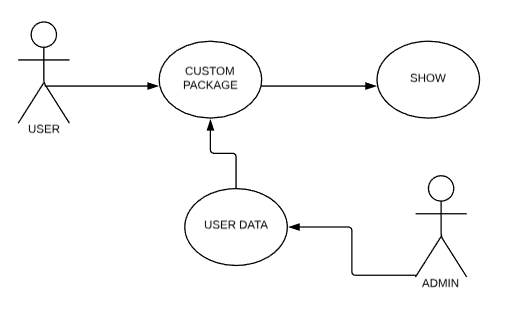 CUSTOM
PACKAGE
SHOW
USER
USER DATA
ADMIN